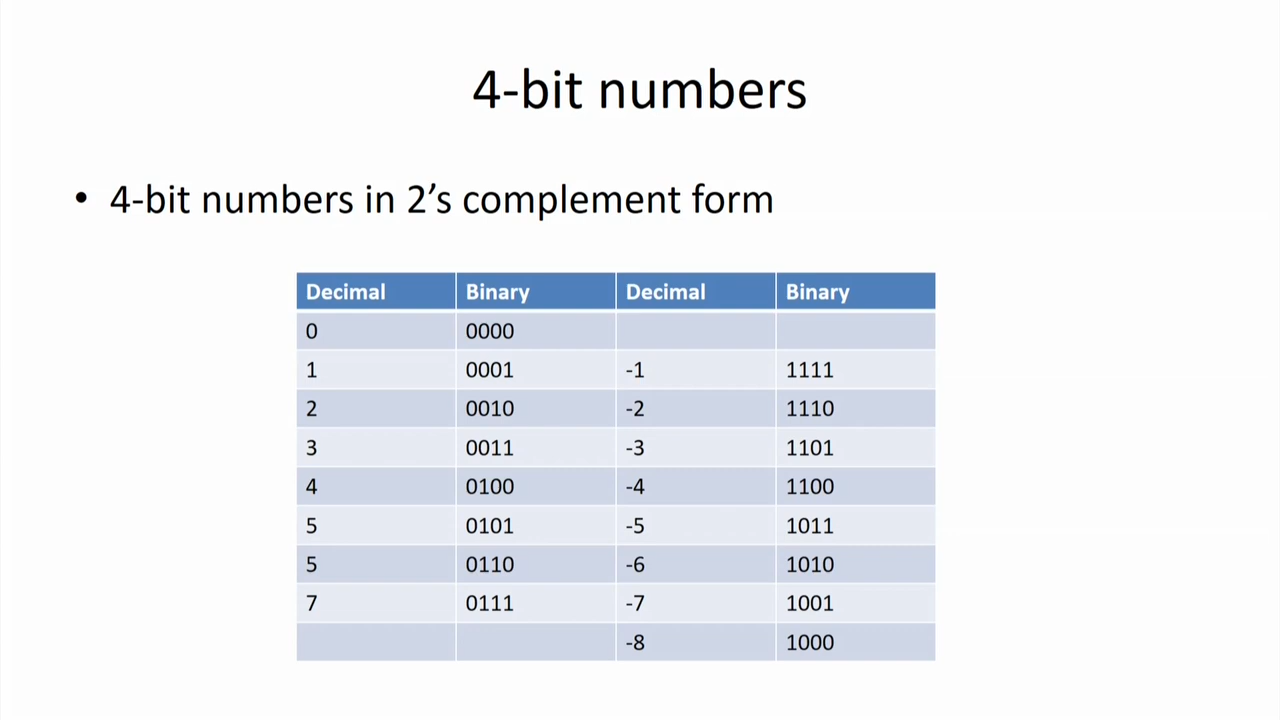 4-bit numbers
• 4-bit numbers in 2’s complement form
Decimal Binary Decimal Binary
0 0000
1 0001 -1 1111
2 0010 -2 1110
3 0011 -3 1101
4 0100 -4 1100
5 0101 -5 1011
5 0110 -6 1010
7 0111 -7 1001
-8 1000